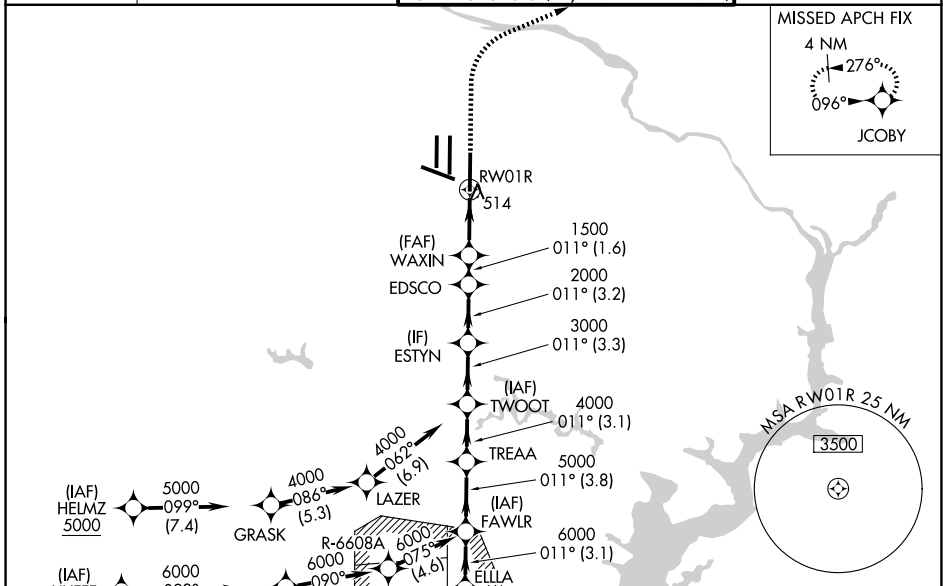 MISSED APCH FIX
4 NM
276°
096°
JCOBY
RW01R
514
(FAF)
WAXIN
1500
011° (1.6)
EDSCO
2000
011° (3.2)
(IF)
ESTYN
3000
011° (3.3)
(IAF)
TWOOT
4000
011° (3.1)
TREAA
5000
011° (3.8)
MSA RW01R 25 NM
3500
(IAF)
HELMZ
5000
5000
099°
(7.4)
GRASK
4000
086°
(5.3)
LAZER
4000
062°
(6.9)
(IAF)
FAWLR
R-6608A
6000
075°
(4.6)
6000
011° (3.1)
ELLLA
(IAF)
6000
6000
090°